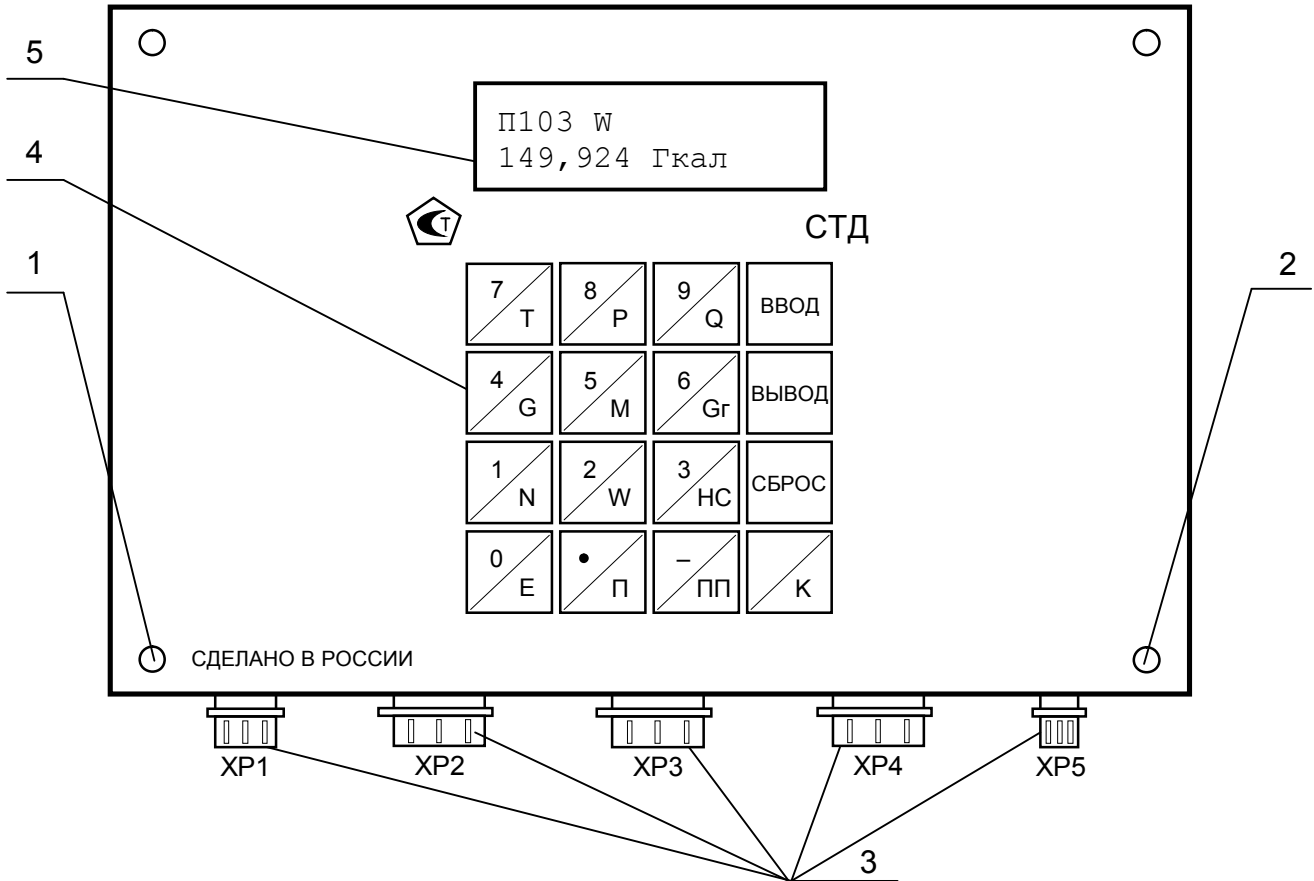 5
П103 W
149,924 Гкал
4
Т
СТД
1
2
7 T 8 P 9 Q ВВОД
4 G 5 M 6 Gг ВЫВОД
1 N 2 W 3 НС СБРОС
0 E • П – ПП К
СДЕЛАНО В РОССИИ
XP1 XP2 XP3 XP4 XP5
3